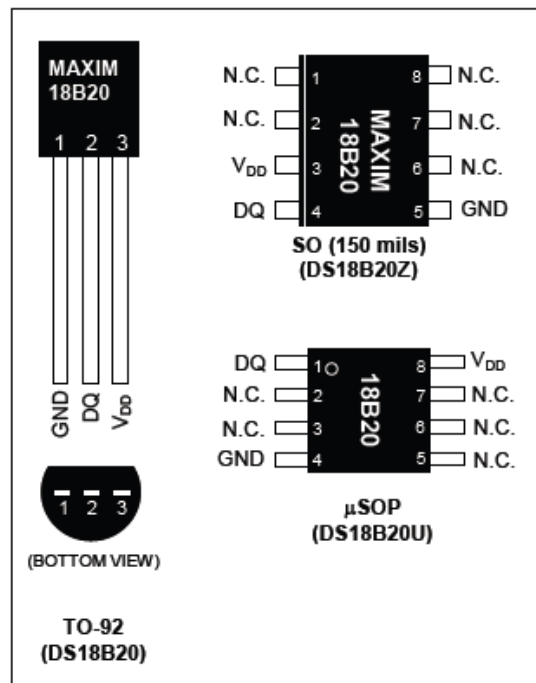 MAXIM
18B20
1 2 3
GND DQ VDD
1 2 3
(BOTTOM VIEW)
TO-92
(DS18B20)
N.C. 1 8 N.C.
N.C. 2 7 N.C.
VDD 3 6 N.C.
DQ 4 5 GND
MAXIM
18B20
SO (150 mils)
(DS18B20Z)
DQ 1 8 VDD
N.C. 2 7 N.C.
N.C. 3 6 N.C.
GND 4 5 N.C.
18B20
µSOP
(DS18B20U)